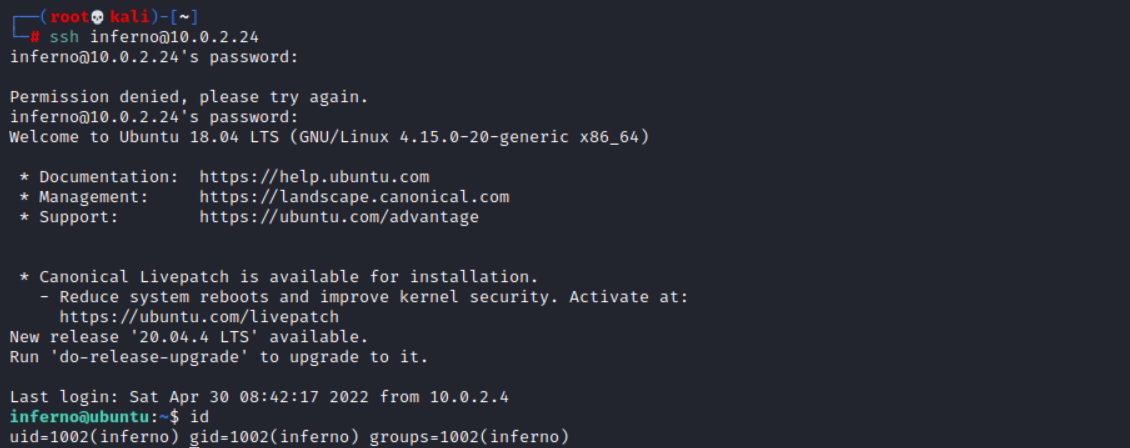 ┌──(root💀kali)-[~]
└─# ssh inferno@10.0.2.24
inferno@10.0.2.24's password:
Permission denied, please try again.
inferno@10.0.2.24's password:
Welcome to Ubuntu 18.04 LTS (GNU/Linux 4.15.0-20-generic x86_64)
* Documentation:  https://help.ubuntu.com
* Management:     https://landscape.canonical.com
* Support:        https://ubuntu.com/advantage
* Canonical Livepatch is available for installation.
- Reduce system reboots and improve kernel security. Activate at:
https://ubuntu.com/livepatch
New release '20.04.4 LTS' available.
Run 'do-release-upgrade' to upgrade to it.
Last login: Sat Apr 30 08:42:17 2022 from 10.0.2.4
inferno@ubuntu:~$ id
uid=1002(inferno) gid=1002(inferno) groups=1002(inferno)